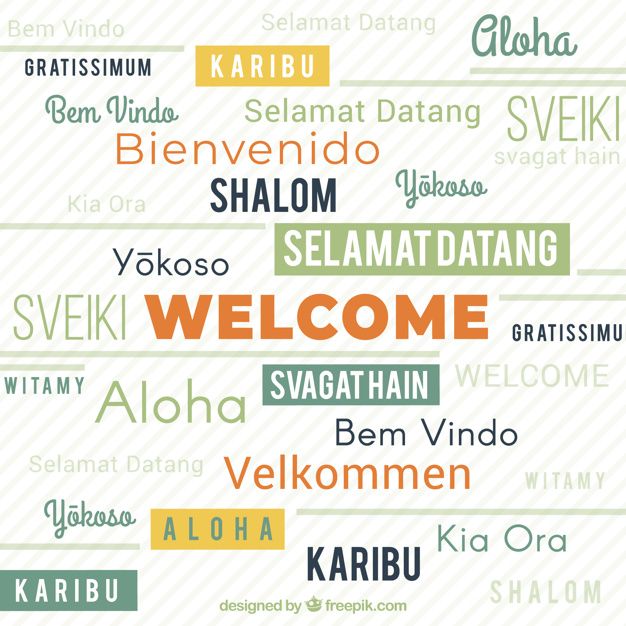 Bem Vindo
Selamat Datang
Aloha
GRATISSIMUM
KARIBU
Bem Vindo
Selamat Datang
SVEIKI
Bienvenido
svagat hain
SHALOM
Yōkoso
Kia Ora
SELAMAT DATANG
Yōkoso
SVEIKI
WELCOME
GRATISSIMU
WITAMY
Aloha
SVAGAT HAIN
WELCOME
Bem Vindo
Selamat Datang
Velkommen
WITAMY
Yōkoso
ALOHA
Kia Ora
KARIBU
KARIBU
SHALOM
designed by freepik.com